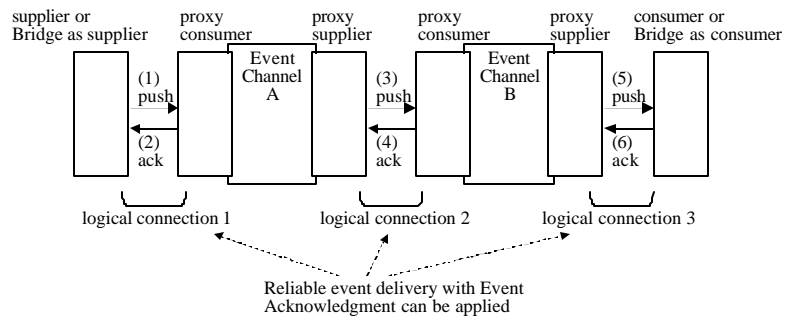 supplier or
Bridge as supplier
proxy
consumer
proxy
supplier
proxy
consumer
proxy
supplier
consumer or
Bridge as consumer
Event
Channel
A
Event
Channel
B
(1)
push
(2)
ack
(3)
push
(4)
ack
(5)
push
(6)
ack
logical connection 1
logical connection 2
logical connection 3
Reliable event delivery with Event
Acknowledgment can be applied